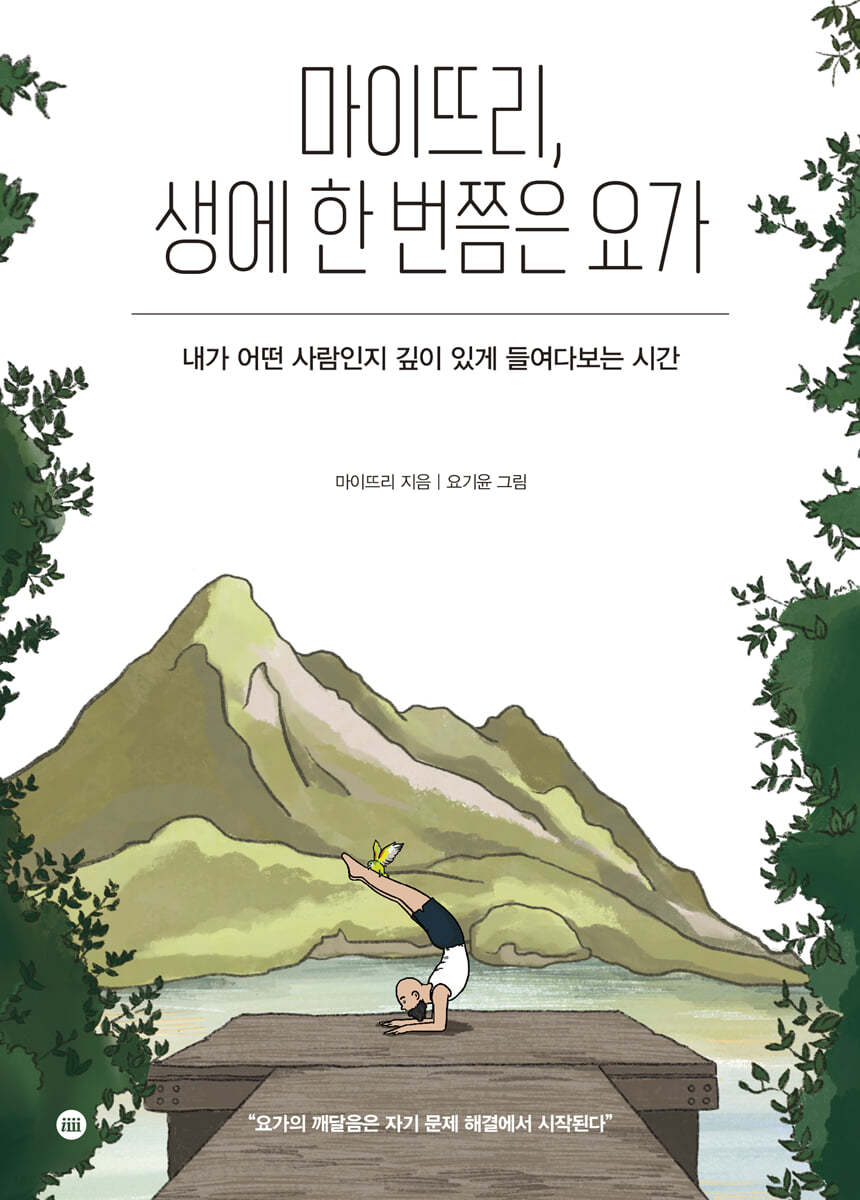 마이뜨리,
생에 한 번쯤은 요가
내가 어떤 사람인지 깊이 있게 들여다보는 시간
마이뜨리 지음 | 요기윤 그림
“요가의 깨달음은 자기 문제 해결에서 시작된다”
iiii